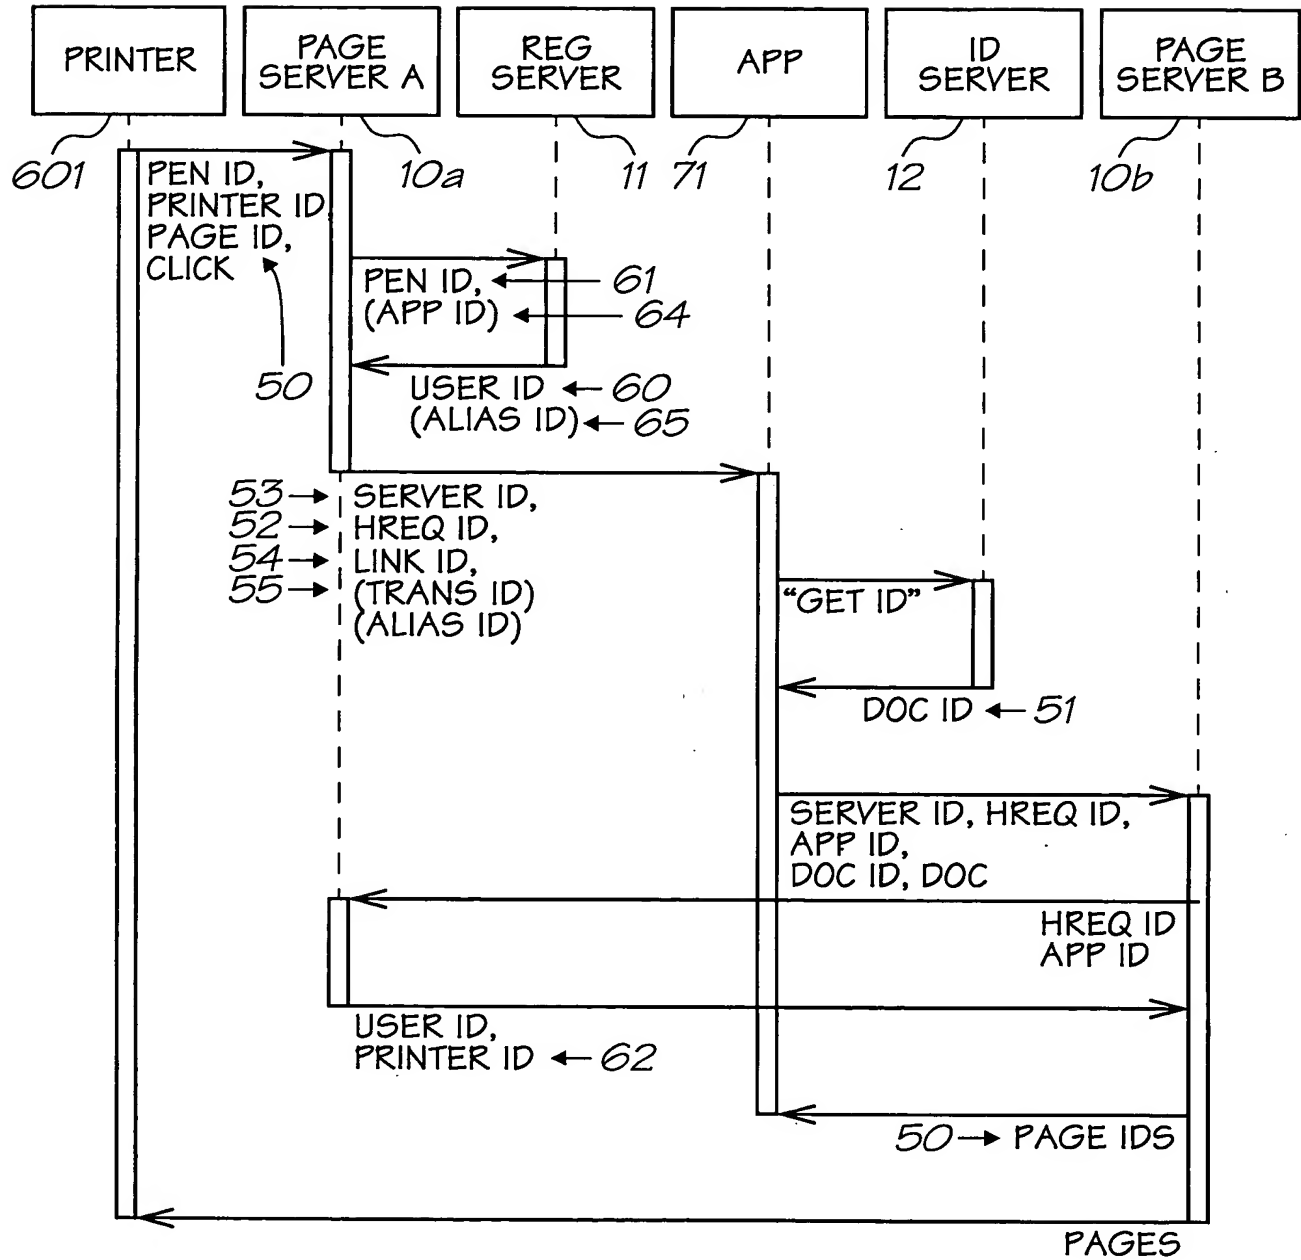 PRINTER
PAGE
SERVER A
REG
SERVER
APP
ID
SERVER
PAGE
SERVER B
601
10a
11
71
12
10b
PEN ID,
PRINTER ID
PAGE ID,
CLICK
50
PEN ID,
61
(APP ID)
64
USER ID
60
(ALIAS ID)
65
53
SERVER ID,
52
HREQ ID,
54
LINK ID,
55
(TRANS ID)
(ALIAS ID)
“GET ID”
DOC ID
51
SERVER ID, HREQ ID,
APP ID,
DOC ID, DOC
HREQ ID
APP ID
USER ID,
PRINTER ID
62
50
PAGE IDS
PAGES